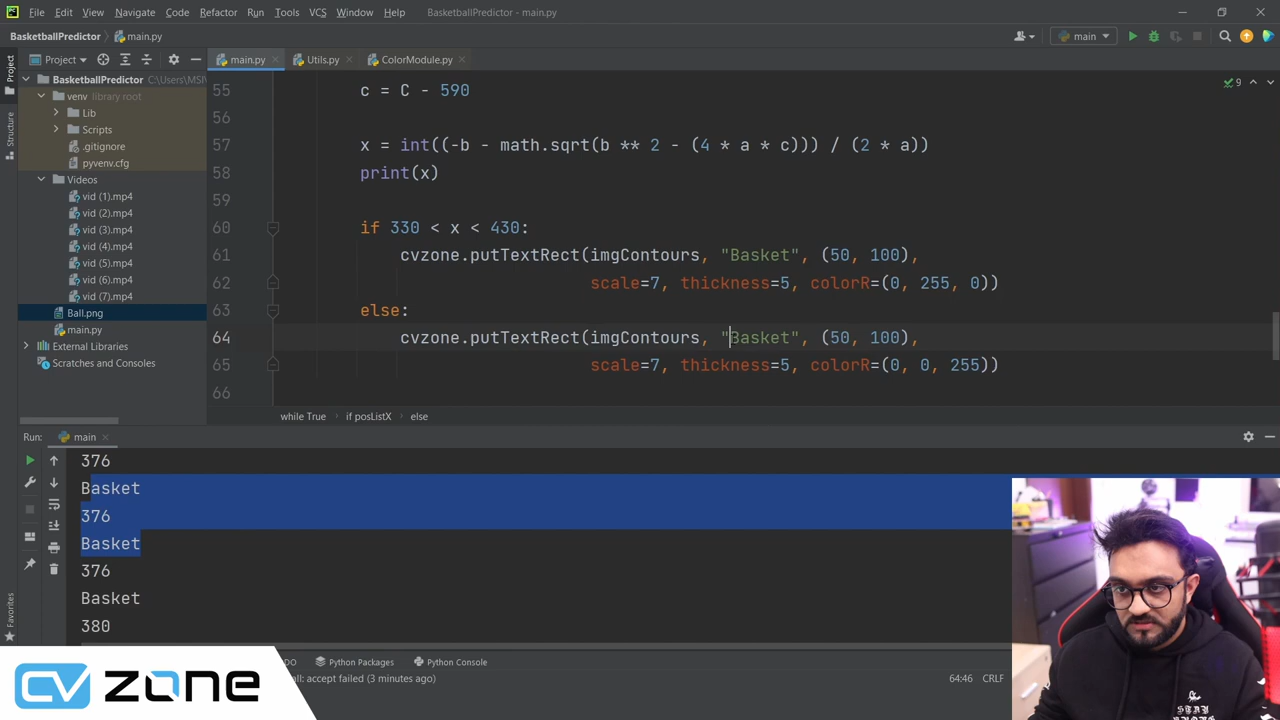 File Edit View Navigate Code Refactor Run Tools VCS Window Help BasketballPredictor - main.py
BasketballPredictor main.py main
Project main.py Utils.py ColorModule.py
Project
Structure
Favorites
BasketballPredictor C:\Users\MSI\
venv library root
Lib
Scripts
.gitignore
pyvenv.cfg
Videos
vid (1).mp4
vid (2).mp4
vid (3).mp4
vid (4).mp4
vid (5).mp4
vid (6).mp4
vid (7).mp4
Ball.png
main.py
External Libraries
Scratches and Consoles
9
55 c = C - 590
56
57 x = int((-b - math.sqrt(b ** 2 - (4 * a * c))) / (2 * a))
58 print(x)
59
60 if 330 < x < 430:
61 cvzone.putTextRect(imgContours, "Basket", (50, 100),
62 scale=7, thickness=5, colorR=(0, 255, 0))
63 else:
64 cvzone.putTextRect(imgContours, "Basket", (50, 100),
65 scale=7, thickness=5, colorR=(0, 0, 255))
66
while True if posListX else
Run: main
376
Basket
376
Basket
376
Basket
380
Python Packages Python Console
accept failed (3 minutes ago) 64:46 CRLF
CV ZONE